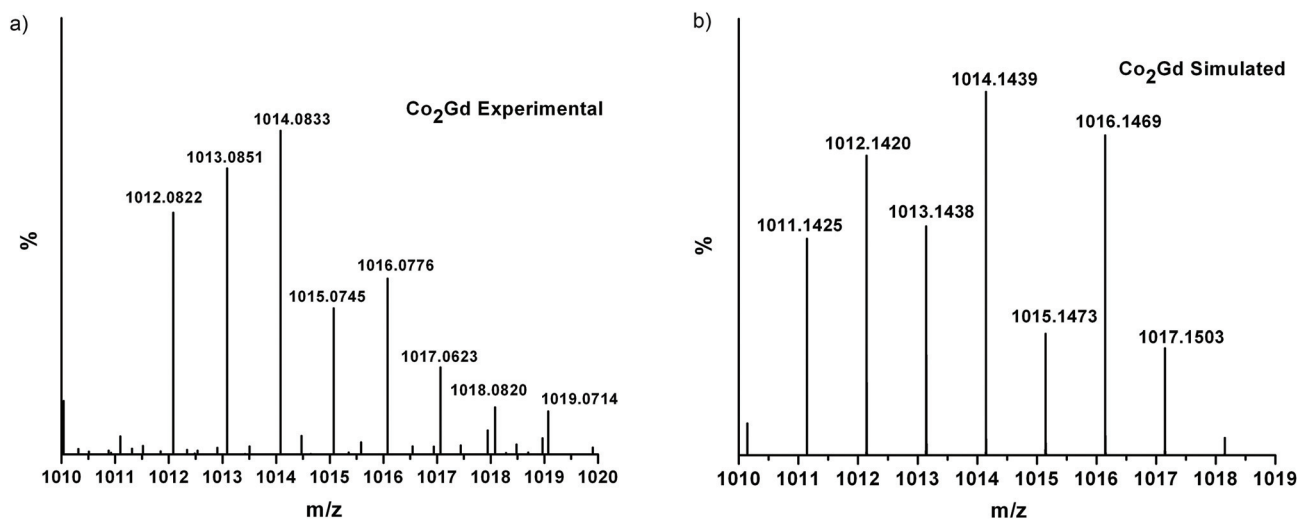 a)
Co2Gd Experimental
1014.0833
1013.0851
1012.0822
1016.0776
1015.0745
1017.0623
1018.0820
1019.0714
%
1010 1011 1012 1013 1014 1015 1016 1017 1018 1019 1020
m/z
b)
Co2Gd Simulated
1014.1439
1016.1469
1012.1420
1013.1438
1011.1425
1015.1473
1017.1503
%
1010 1011 1012 1013 1014 1015 1016 1017 1018 1019
m/z